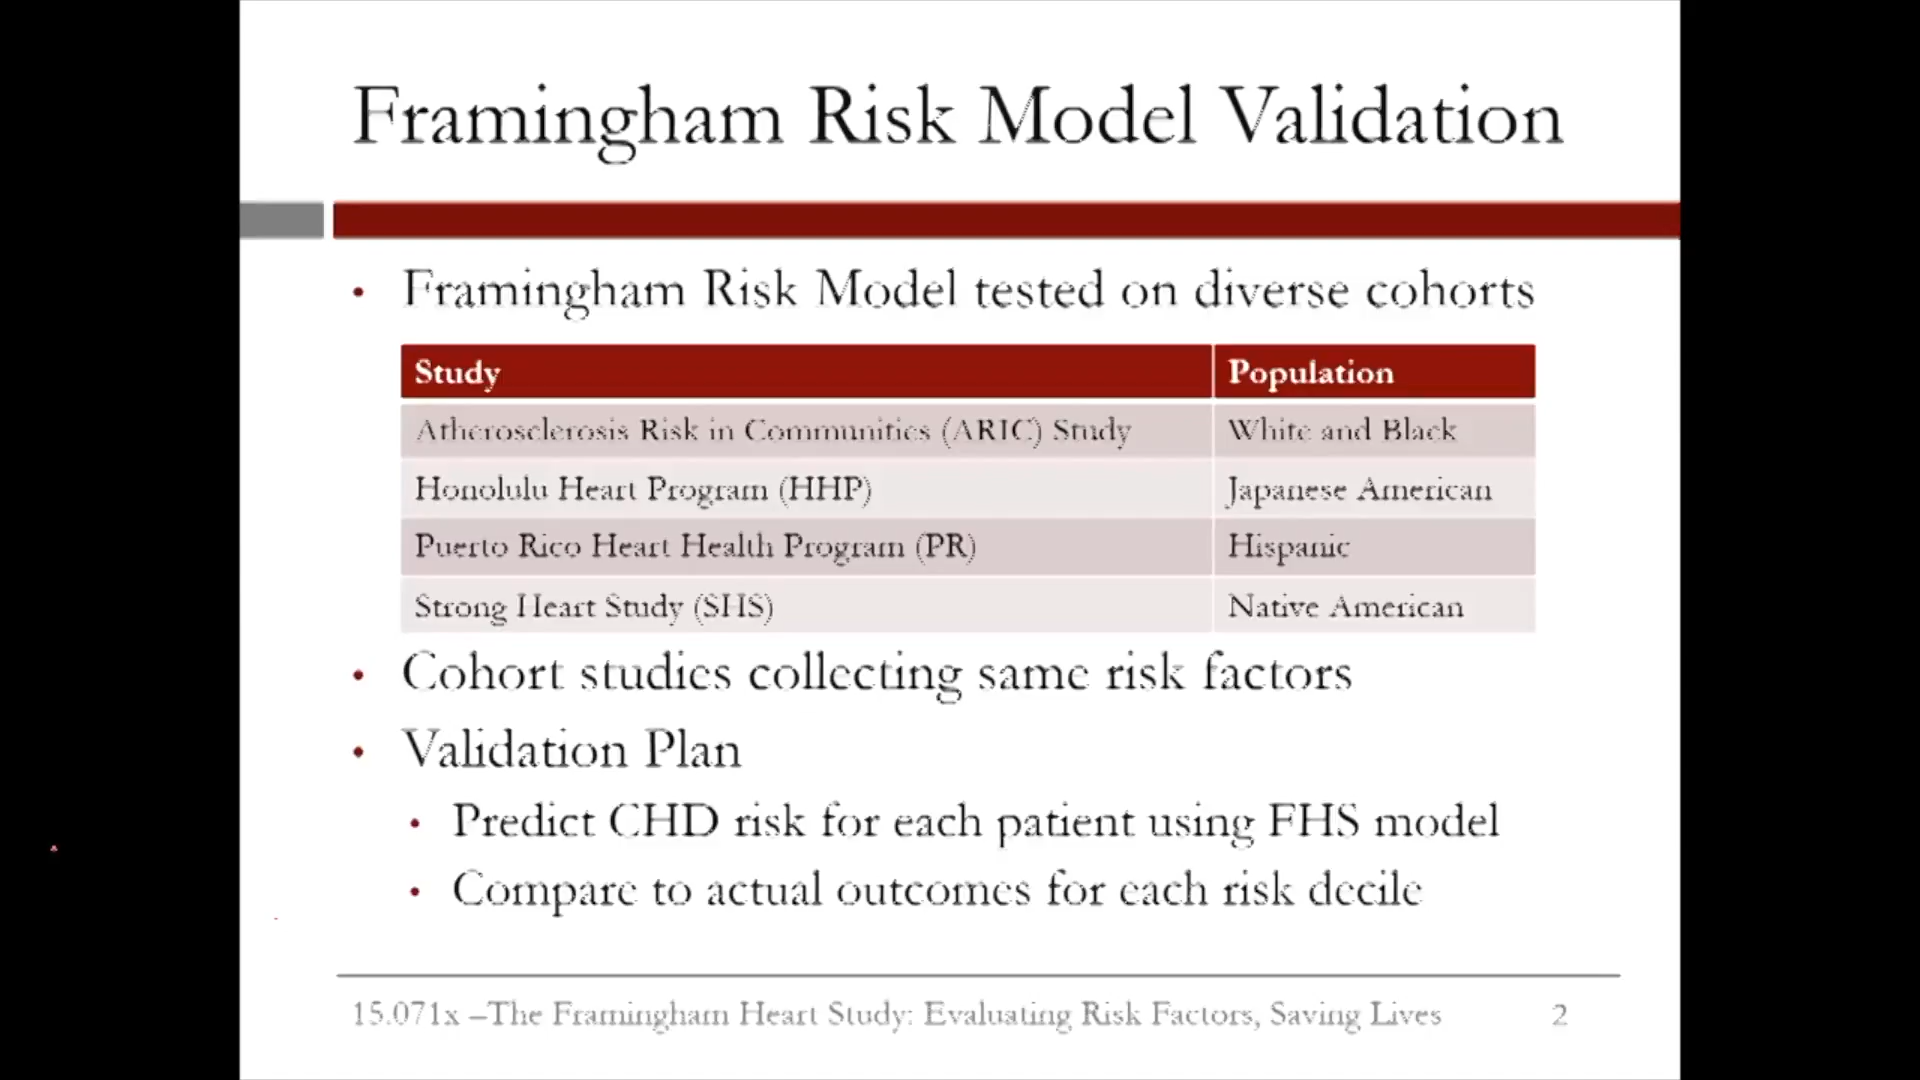 Framingham Risk Model Validation
• Framingham Risk Model tested on diverse cohorts
Study Population
Atherosclerosis Risk in Communities (ARIC) Study White and Black
Honolulu Heart Program (HHP) Japanese American
Puerto Rico Heart Health Program (PR) Hispanic
Strong Heart Study (SHS) Native American
• Cohort studies collecting same risk factors
• Validation Plan
• Predict CHD risk for each patient using FHS model
• Compare to actual outcomes for each risk decile
15.071x –The Framingham Heart Study: Evaluating Risk Factors, Saving Lives 2